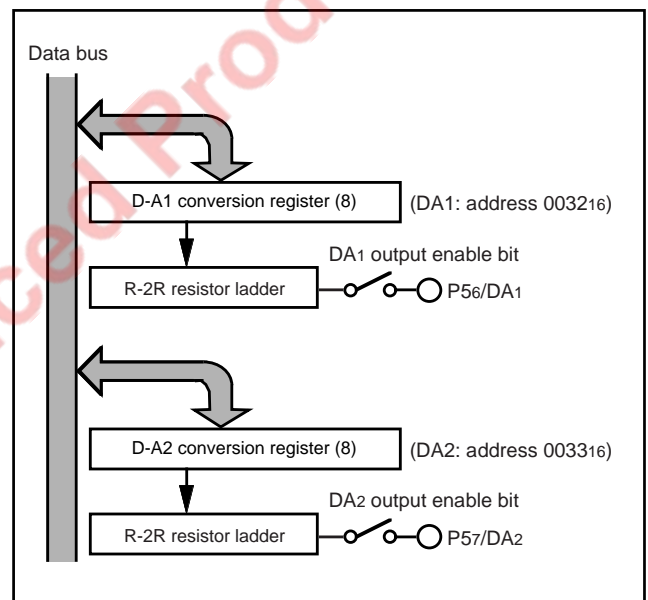 Data bus
D-A1 conversion register (8) (DA1: address 003216)
DA1 output enable bit
R-2R resistor ladder P56/DA1
D-A2 conversion register (8) (DA2: address 003316)
DA2 output enable bit
R-2R resistor ladder P57/DA2